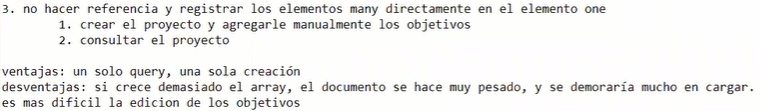 3. no hacer referencia y registrar los elementos many directamente en el elemento one
1. crear el proyecto y agregarle manualmente los objetivos
2. consultar el proyecto
ventajas: un solo query, una sola creación
desventajas: si crece demasiado el array, el documento se hace muy pesado, y se demoraría mucho en cargar.
es mas dificil la edicion de los objetivos